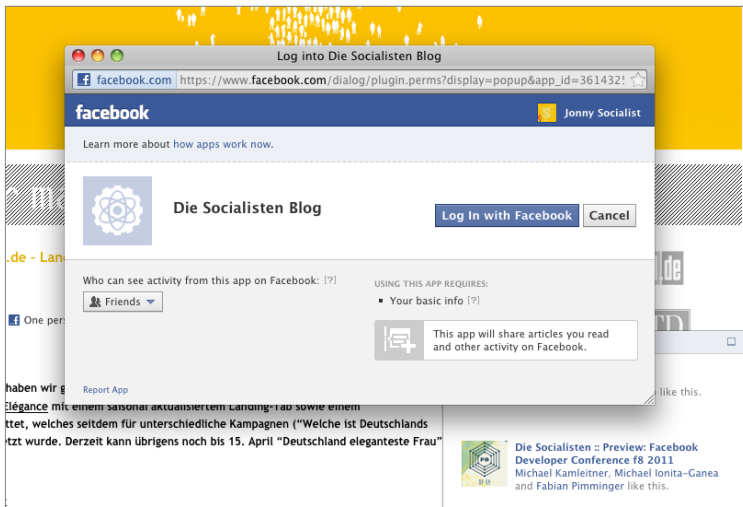 Log into Die Socialisten Blog
facebook.com https://www.facebook.com/dialog/plugin.perms?display=popup&app_id=361432
facebook
Jonny Socialist
Learn more about how apps work now.
Die Socialisten Blog
Log In with Facebook Cancel
.de - Lan
.de
Who can see activity from this app on Facebook: [?]
Friends
USING THIS APP REQUIRES:
Your basic info [?]
One pers
This app will share articles you read
and other activity on Facebook.
Report App
haben wir g
like this.
Elégance mit einem saisonal aktualisiertem Landing-Tab sowie einem
ttet, welches seitdem für unterschiedliche Kampagnen (“Welche ist Deutschlands
tzt wurde. Derzeit kann übrigens noch bis 15. April “Deutschland eleganteste Frau”
Die Socialisten :: Preview: Facebook
Developer Conference f8 2011
Michael Kamleitner, Michael Ionita-Ganea
and Fabian Pimminger like this.